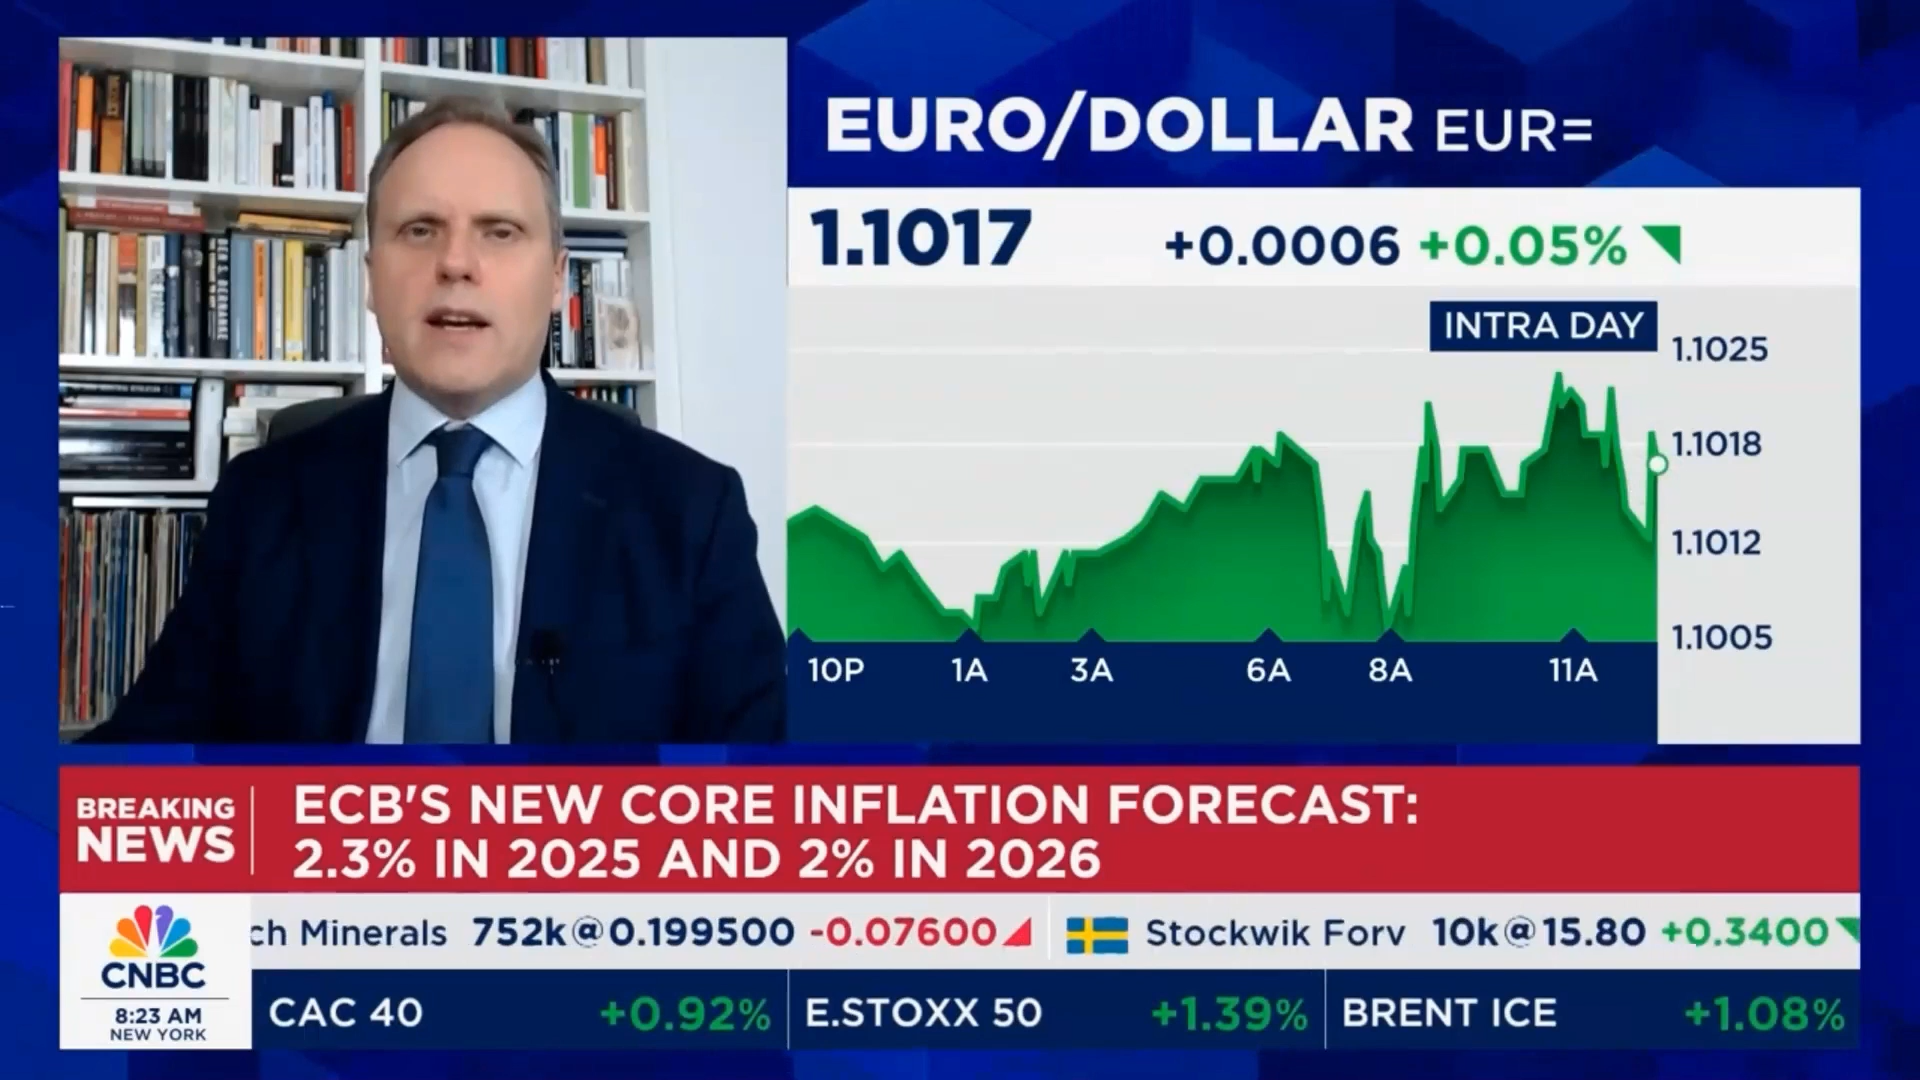 EURO/DOLLAR EUR=
1.1017 +0.0006 +0.05%
INTRA DAY
1.1025
1.1018
1.1012
1.1005
10P 1A 3A 6A 8A 11A
BREAKING
NEWS
ECB'S NEW CORE INFLATION FORECAST:
2.3% IN 2025 AND 2% IN 2026
ch Minerals 752k@0.199500 -0.07600 Stockwik Forv 10k@15.80 +0.3400
CNBC
8:23 AM
NEW YORK
CAC 40 +0.92% E.STOXX 50 +1.39% BRENT ICE +1.08%